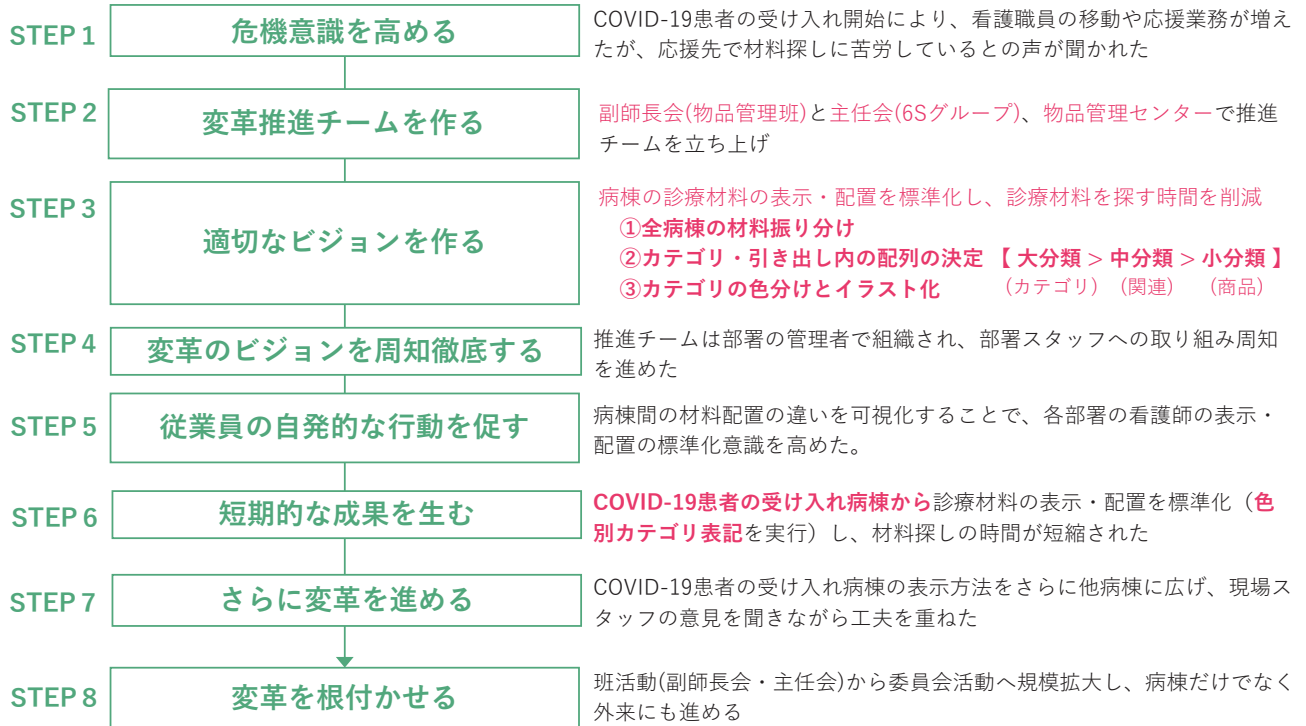 STEP 1
危機意識を高める
COVID-19患者の受け入れ開始により、看護職員の移動や応援業務が増え
たが、応援先で材料探しに苦労しているとの声が聞かれた
STEP 2
変革推進チームを作る
副師長会(物品管理班)と主任会(6Sグループ)、物品管理センターで推進
チームを立ち上げ
STEP 3
適切なビジョンを作る
病棟の診療材料の表示・配置を標準化し、診療材料を探す時間を削減
①全病棟の材料振り分け
②カテゴリ・引き出し内の配列の決定 【 大分類 > 中分類 > 小分類 】
③カテゴリの色分けとイラスト化 (カテゴリ) (関連) (商品)
STEP 4
変革のビジョンを周知徹底する
推進チームは部署の管理者で組織され、部署スタッフへの取り組み周知
を進めた
STEP 5
従業員の自発的な行動を促す
病棟間の材料配置の違いを可視化することで、各部署の看護師の表示・
配置の標準化意識を高めた。
STEP 6
短期的な成果を生む
COVID-19患者の受け入れ病棟から診療材料の表示・配置を標準化（色
別カテゴリ表記を実行）し、材料探しの時間が短縮された
STEP 7
さらに変革を進める
COVID-19患者の受け入れ病棟の表示方法をさらに他病棟に広げ、現場ス
タッフの意見を聞きながら工夫を重ねた
STEP 8
変革を根付かせる
班活動(副師長会・主任会)から委員会活動へ規模拡大し、病棟だけでなく
外来にも進める